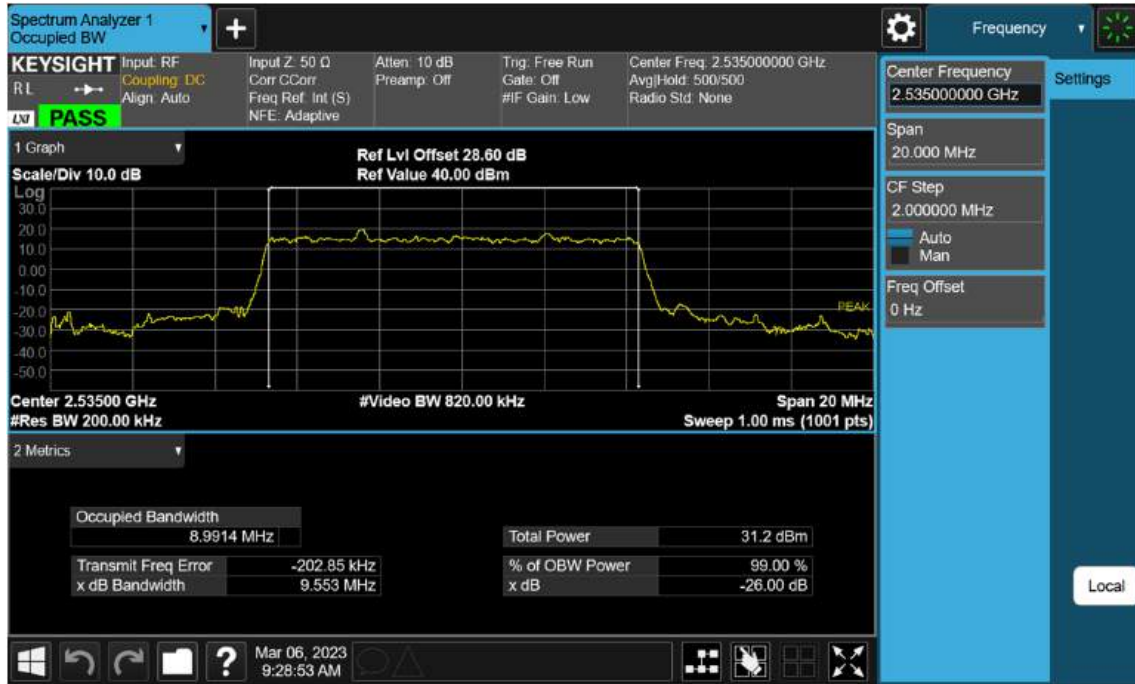 Spectrum Analyzer 1
Occupied BW
+
Frequency
KEYSIGHT
R L
LXI
PASS
Input: RF
Coupling: DC
Align: Auto
Input Z: 50 Ω
Corr CCorr
Freq Ref: Int (S)
NFE: Adaptive
Atten: 10 dB
Preamp: Off
Trig: Free Run
Gate: Off
#IF Gain: Low
Center Freq: 2.535000000 GHz
Avg|Hold: 500/500
Radio Std: None
Center Frequency
2.535000000 GHz
Settings
Span
20.000 MHz
CF Step
2.000000 MHz
Auto
Man
Freq Offset
0 Hz
Local
1 Graph
Scale/Div 10.0 dB
Ref Lvl Offset 28.60 dB
Ref Value 40.00 dBm
Log
30.0
20.0
10.0
0.00
-10.0
-20.0
-30.0
-40.0
-50.0
PEAK
Center 2.53500 GHz
#Video BW 820.00 kHz
Span 20 MHz
#Res BW 200.00 kHz
Sweep 1.00 ms (1001 pts)
2 Metrics
Occupied Bandwidth
8.9914 MHz
Total Power 31.2 dBm
Transmit Freq Error -202.85 kHz
% of OBW Power 99.00 %
x dB Bandwidth 9.553 MHz
x dB -26.00 dB
?
Mar 06, 2023
9:28:53 AM